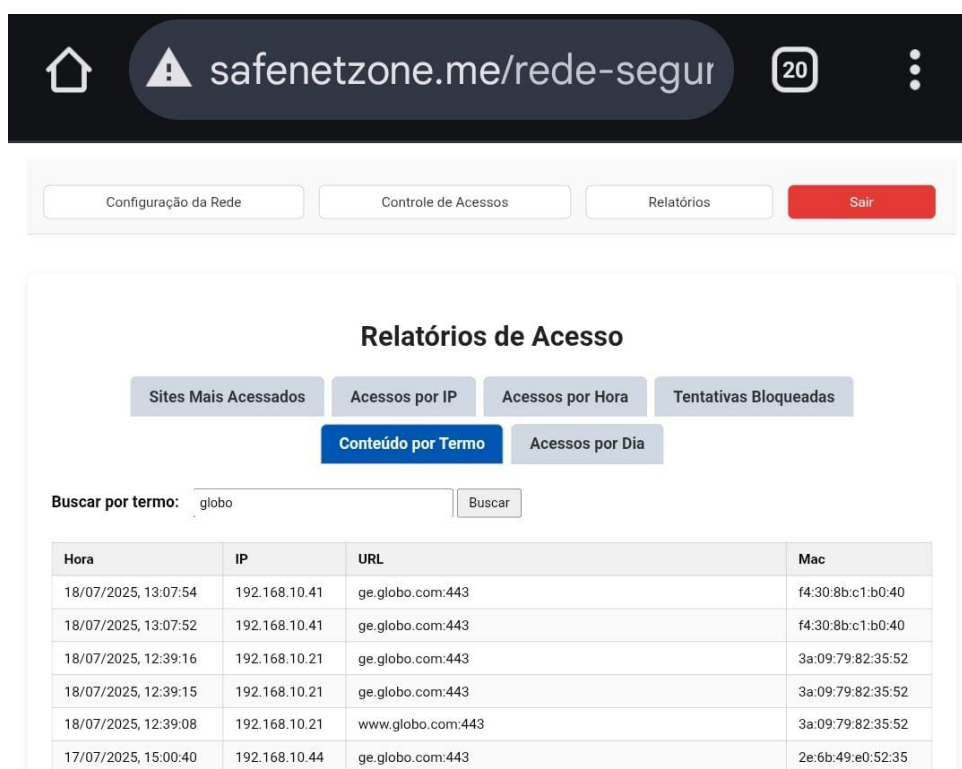 safenetzone.me/rede-segur 20
Configuração da Rede Controle de Acessos Relatórios Sair
Relatórios de Acesso
Sites Mais Acessados Acessos por IP Acessos por Hora Tentativas Bloqueadas
Conteúdo por Termo Acessos por Dia
Buscar por termo: globo Buscar
Hora IP URL Mac
18/07/2025, 13:07:54 192.168.10.41 ge.globo.com:443 f4:30:8b:c1:b0:40
18/07/2025, 13:07:52 192.168.10.41 ge.globo.com:443 f4:30:8b:c1:b0:40
18/07/2025, 12:39:16 192.168.10.21 ge.globo.com:443 3a:09:79:82:35:52
18/07/2025, 12:39:15 192.168.10.21 ge.globo.com:443 3a:09:79:82:35:52
18/07/2025, 12:39:08 192.168.10.21 www.globo.com:443 3a:09:79:82:35:52
17/07/2025, 15:00:40 192.168.10.44 ge.globo.com:443 2e:6b:49:e0:52:35